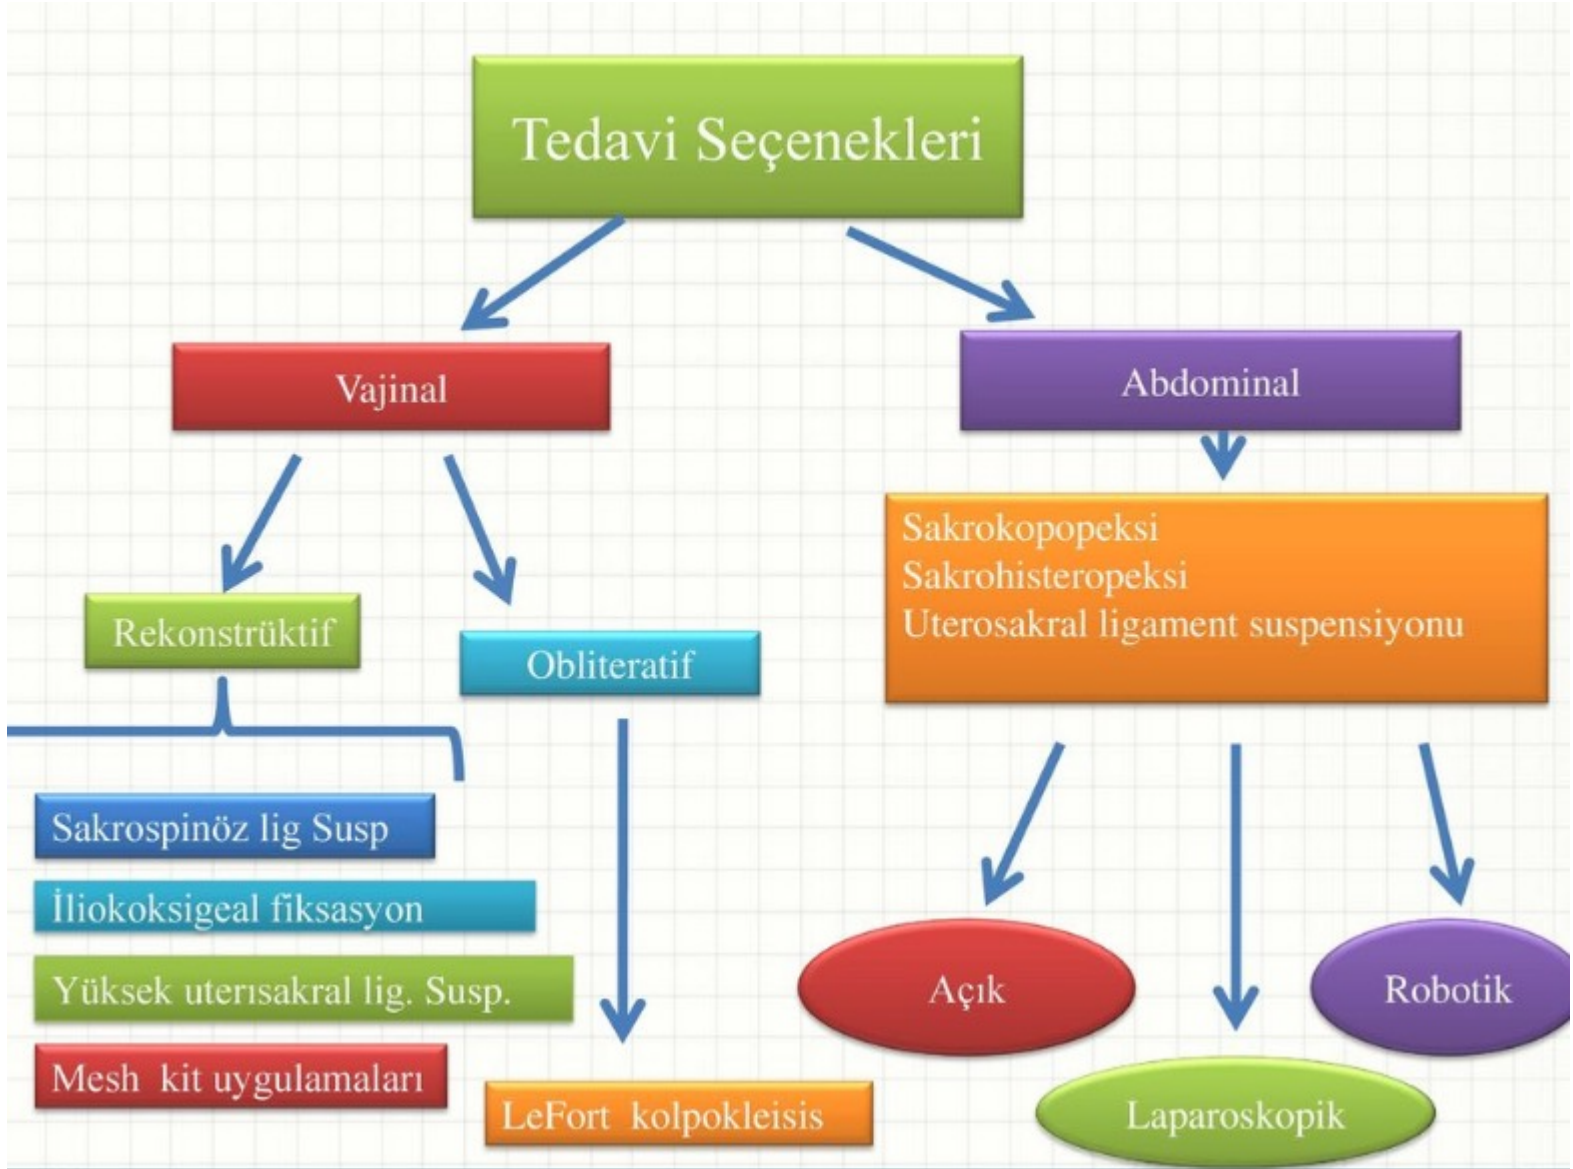 Tedavi Seçenekleri
Vajinal
Abdominal
Sakrokopopeksi
Sakrohisteropeksi
Uterosakral ligament suspensiyonu
Rekonstrüktif
Obliteratif
Sakrospinöz lig Susp
İliokoksigeal fiksasyon
Yüksek uterısakral lig. Susp.
Mesh kit uygulamaları
LeFort kolpokleisis
Açık
Laparoskopik
Robotik